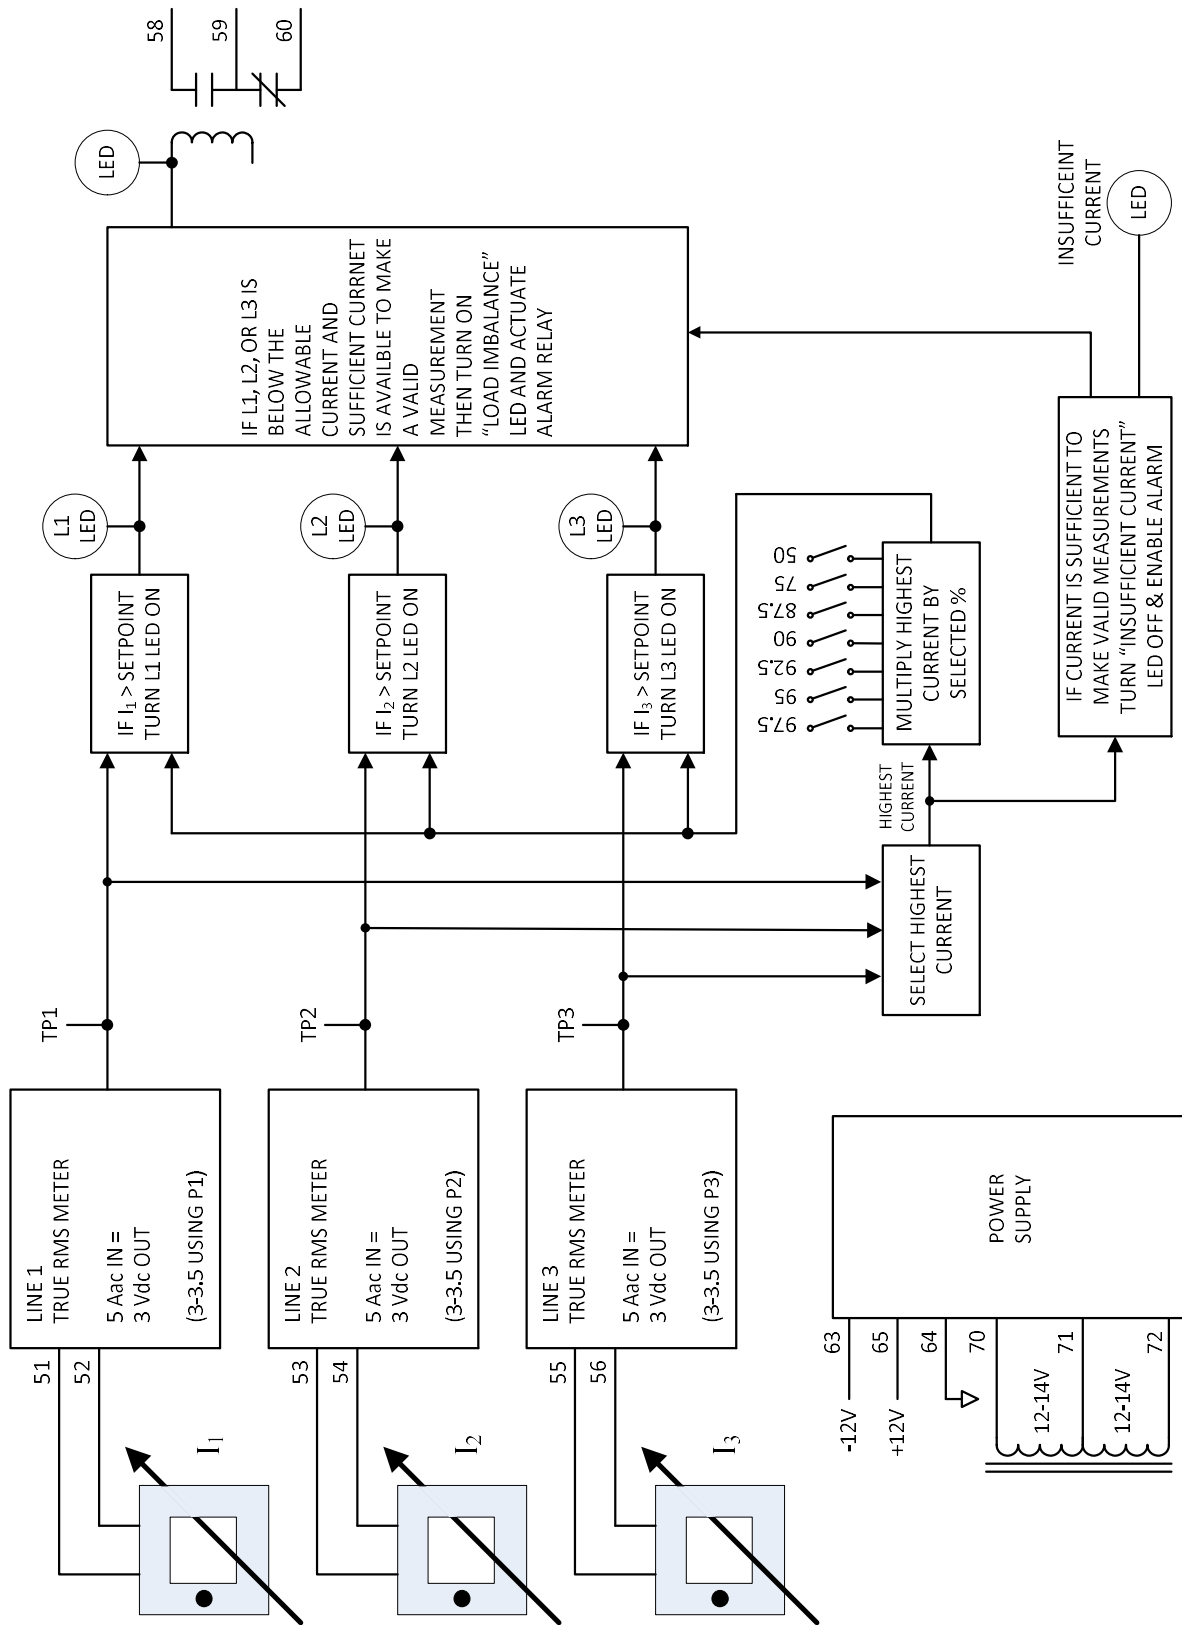 LINE 1
TRUE RMS METER
5 Aac IN =
3 Vdc OUT
(3-3.5 USING P1)
51
52
I1
TP1
IF I1 > SETPOINT
TURN L1 LED ON
L1
LED
LINE 2
TRUE RMS METER
5 Aac IN =
3 Vdc OUT
(3-3.5 USING P2)
53
54
I2
TP2
IF I2 > SETPOINT
TURN L2 LED ON
L2
LED
LINE 3
TRUE RMS METER
5 Aac IN =
3 Vdc OUT
(3-3.5 USING P3)
55
56
I3
TP3
IF I3 > SETPOINT
TURN L3 LED ON
L3
LED
IF L1, L2, OR L3 IS
BELOW THE
ALLOWABLE
CURRENT AND
SUFFICIENT CURRNET
IS AVAILBLE TO MAKE
A VALID
MEASUREMENT
THEN TURN ON
“LOAD IMBALANCE”
LED AND ACTUATE
ALARM RELAY
LED
58
59
60
SELECT HIGHEST
CURRENT
HIGHEST
CURRENT
MULTIPLY HIGHEST
CURRENT BY
SELECTED %
97.5
95
92.5
90
87.5
75
50
IF CURRENT IS SUFFICIENT TO
MAKE VALID MEASUREMENTS
TURN “INSUFFICIENT CURRENT”
LED OFF & ENABLE ALARM
INSUFFICEINT
CURRENT
LED
POWER
SUPPLY
63
65
64
70
71
72
-12V
+12V
12-14V
12-14V